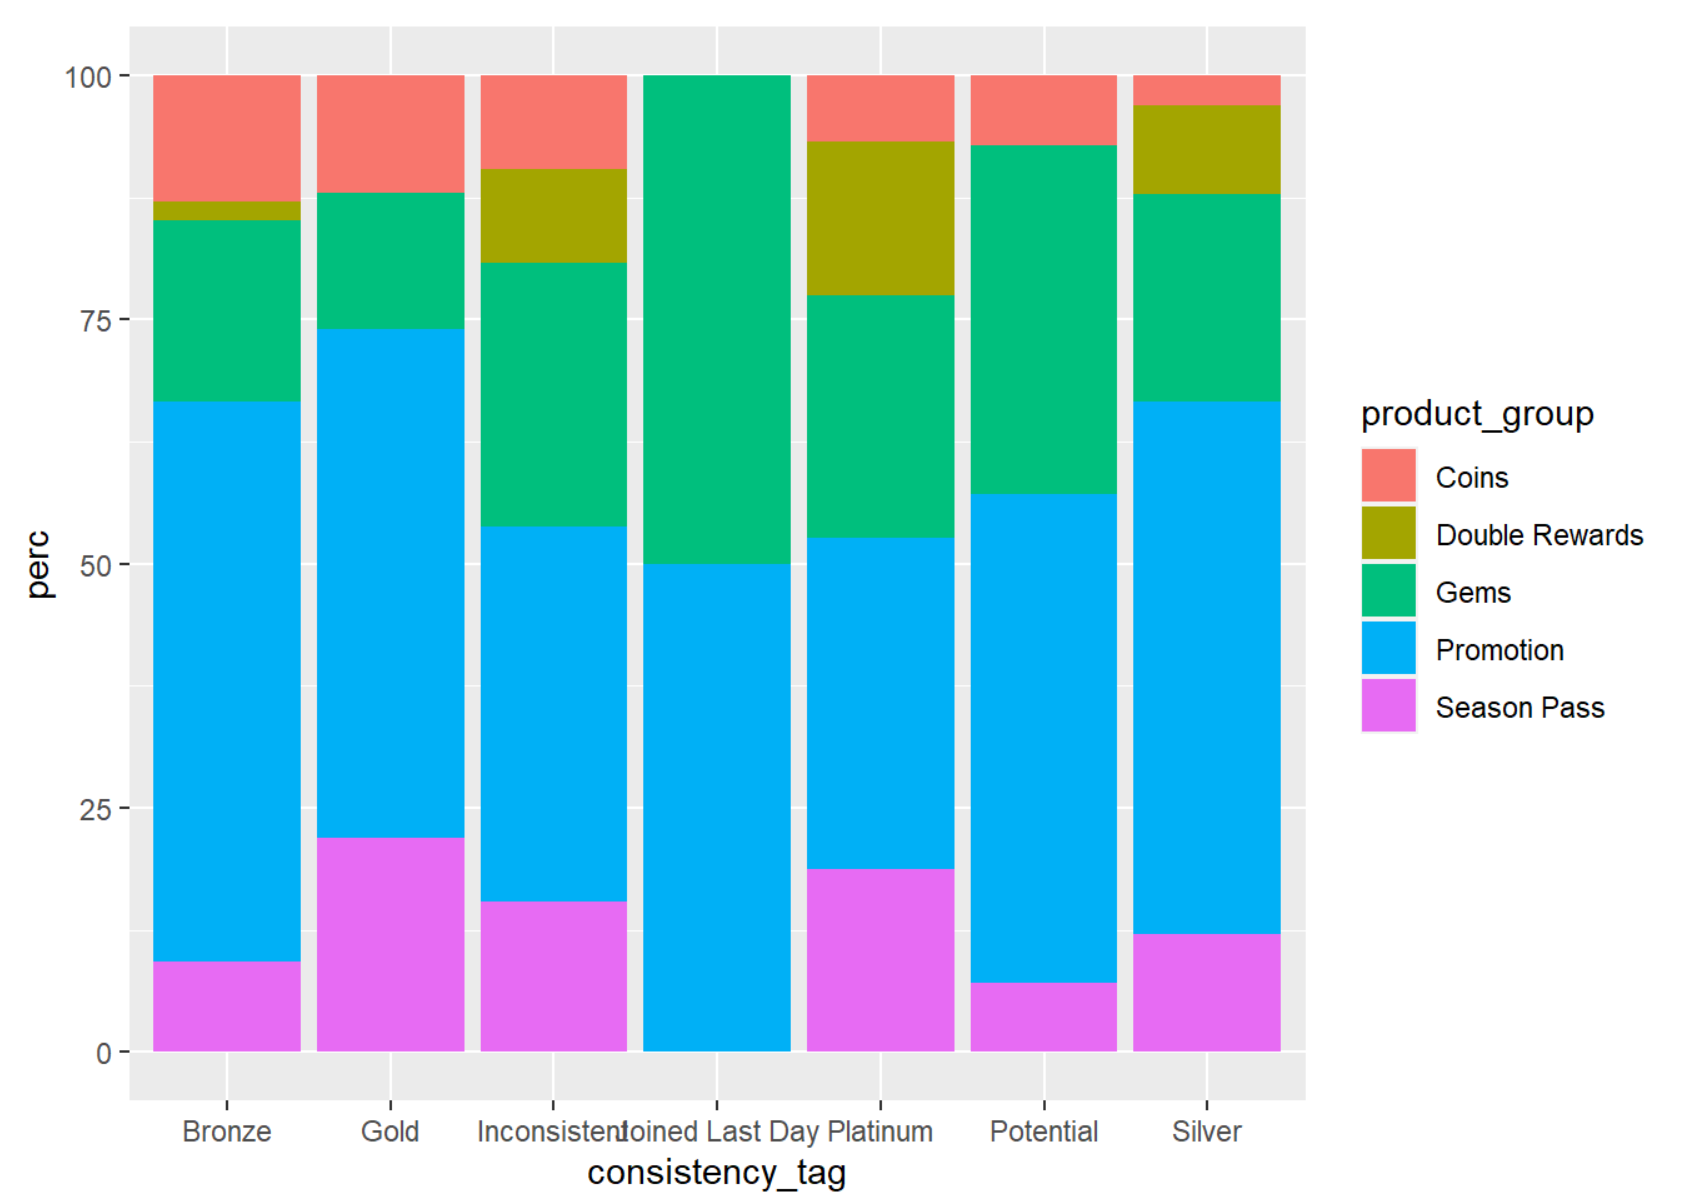 100
75
50
25
0
perc
Bronze
Gold
Inconsistent
Joined Last Day
Platinum
Potential
Silver
consistency_tag
product_group
Coins
Double Rewards
Gems
Promotion
Season Pass